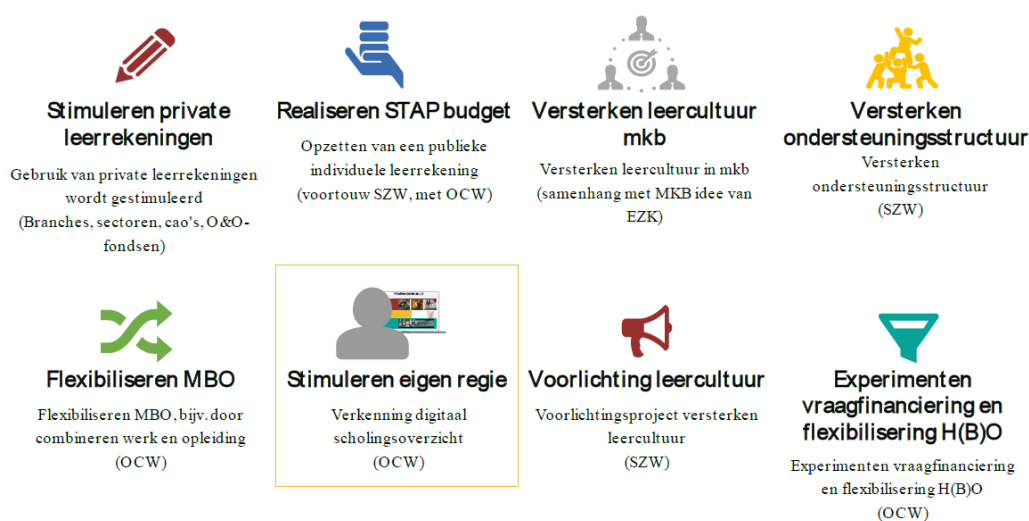 Stimuleren private
leerrekeningen
Gebruik van private leerrekeningen
wordt gestimuleerd
(Branches, sectoren, cao's, O&O-
fondsen)
Realiseren STAP budget
Opzetten van een publieke
individuele leerrekening
(voortouw SZW, met OCW)
Versterken leercultuur
mkb
Versterken leercultuur in mkb
(samenhang met MKB idee van
EZK)
Versterken
ondersteuningsstructuur
Versterken
ondersteuningsstructuur
(SZW)
Flexibiliseren MBO
Flexibiliseren MBO, bijv. door
combineren werk en opleiding
(OCW)
Stimuleren eigen regie
Verkenning digitaal
scholingsoverzicht
(OCW)
Voorlichting leercultuur
Voorlichtingsproject versterken
leercultuur
(SZW)
Experimenten
vraagfinanciering en
flexibilisering H(B)O
Experimenten vraagfinanciering
en flexibilisering H(B)O
(OCW)